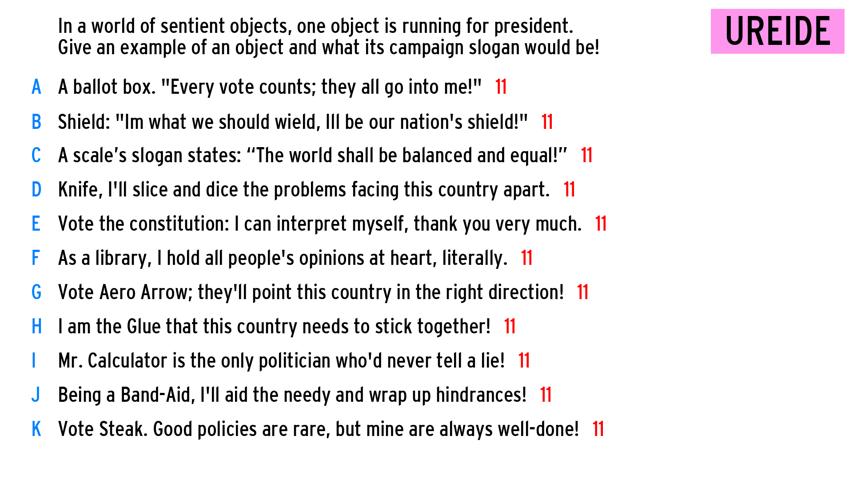 In a world of sentient objects, one object is running for president.
Give an example of an object and what its campaign slogan would be!
UREIDE
A A ballot box. "Every vote counts; they all go into me!" 11
B Shield: "Im what we should wield, Ill be our nation's shield!" 11
C A scale’s slogan states: “The world shall be balanced and equal!” 11
D Knife, I'll slice and dice the problems facing this country apart. 11
E Vote the constitution: I can interpret myself, thank you very much. 11
F As a library, I hold all people's opinions at heart, literally. 11
G Vote Aero Arrow; they'll point this country in the right direction! 11
H I am the Glue that this country needs to stick together! 11
I Mr. Calculator is the only politician who'd never tell a lie! 11
J Being a Band-Aid, I'll aid the needy and wrap up hindrances! 11
K Vote Steak. Good policies are rare, but mine are always well-done! 11